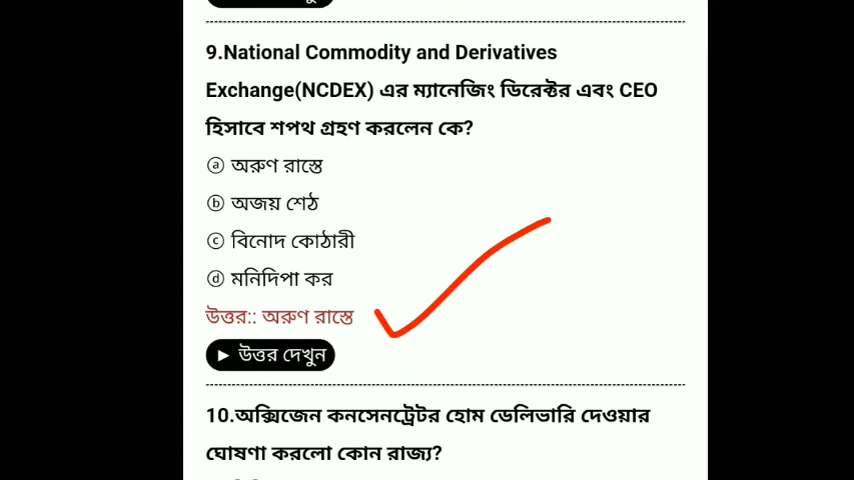 9.National Commodity and Derivatives
Exchange(NCDEX) এর ম্যানেজিং ডিরেক্টর এবং CEO
হিসাবে শপথ গ্রহণ করলেন কে?
ⓐ অরুণ রাস্তে
ⓑ অজয় শেঠ
ⓒ বিনোদ কোঠারী
ⓓ মনিদিপা কর
উত্তর:: অরুণ রাস্তে
► উত্তর দেখুন
10.অক্সিজেন কনসেনট্রেটর হোম ডেলিভারি দেওয়ার
ঘোষণা করলো কোন রাজ্য?